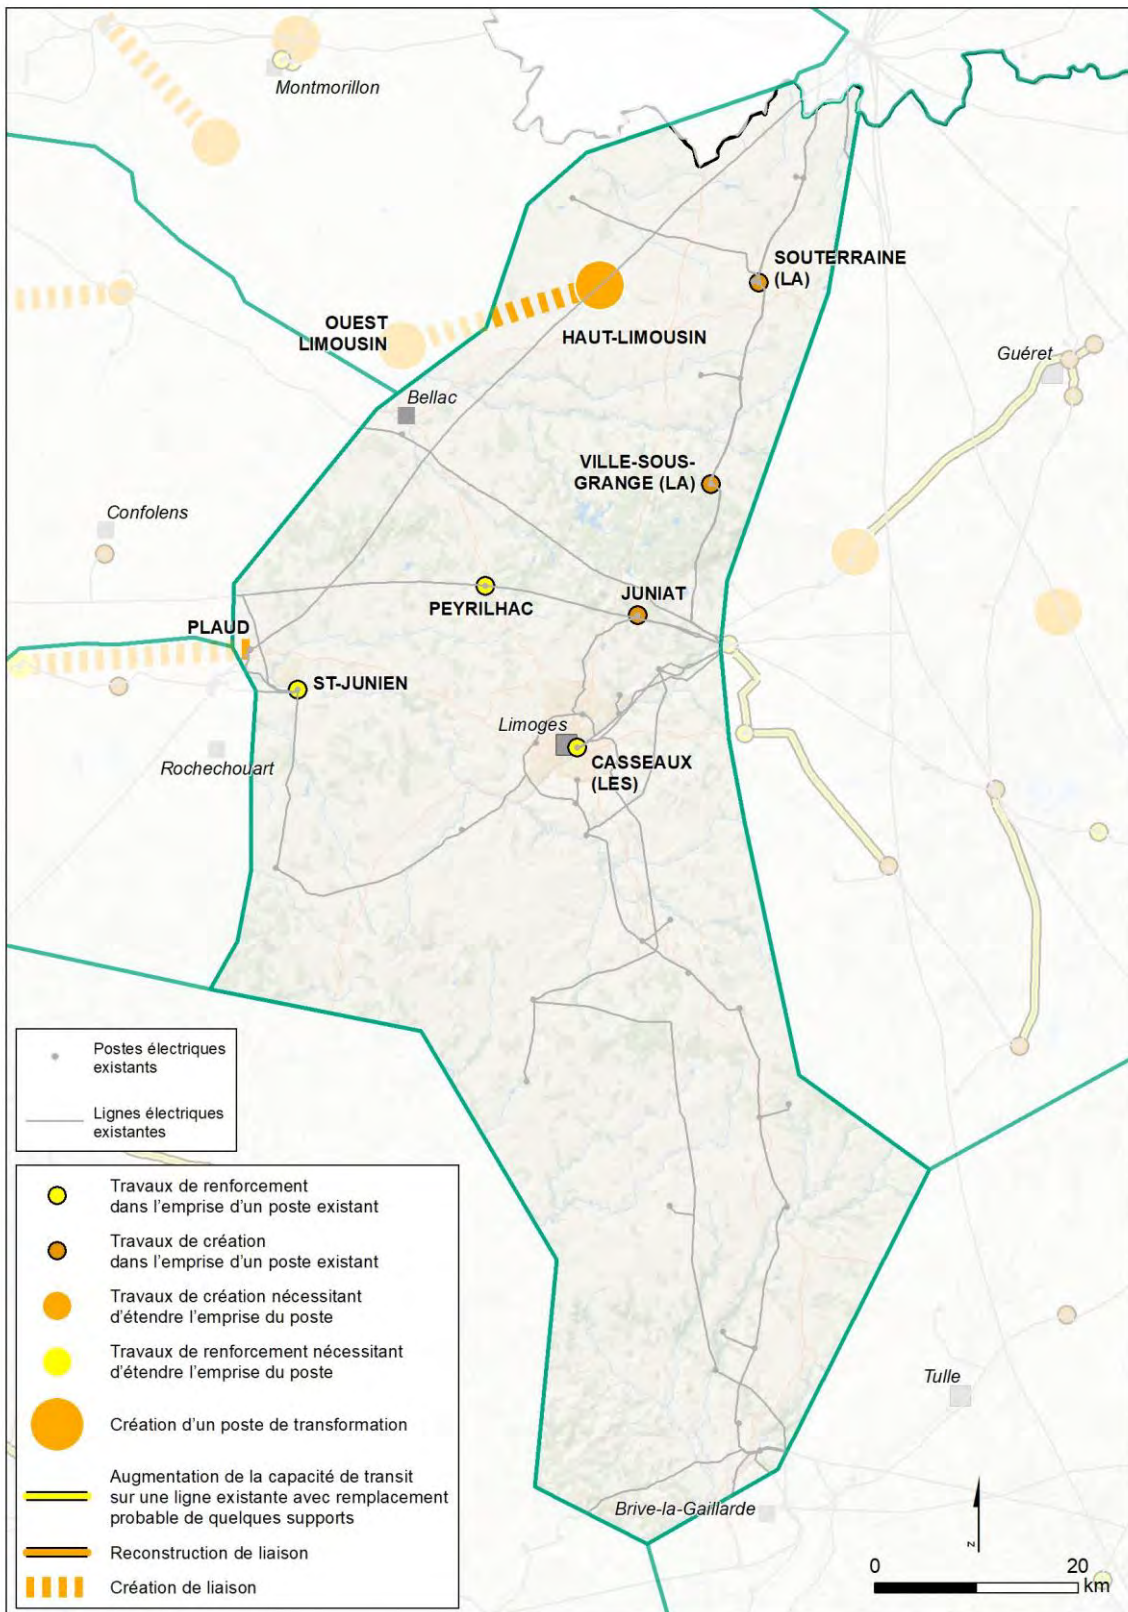 Montmorillon
SOUTERRAINE
(LA)
OUEST
LIMOUSIN
HAUT-LIMOUSIN
Guéret
Bellac
VILLE-SOUS-
GRANGE (LA)
Confolens
PEYRILHAC
JUNIAT
PLAUD
ST-JUNIEN
Limoges
Rochechouart
CASSEAUX
(LES)
Postes électriques
existants
Lignes électriques
existantes
Travaux de renforcement
dans l'emprise d'un poste existant
Travaux de création
dans l'emprise d'un poste existant
Travaux de création nécessitant
d'étendre l'emprise du poste
Travaux de renforcement nécessitant
d'étendre l'emprise du poste
Création d'un poste de transformation
Augmentation de la capacité de transit
sur une ligne existante avec remplacement
probable de quelques supports
Reconstruction de liaison
Création de liaison
Tulle
Brive-la-Gaillarde
N
0 20
km